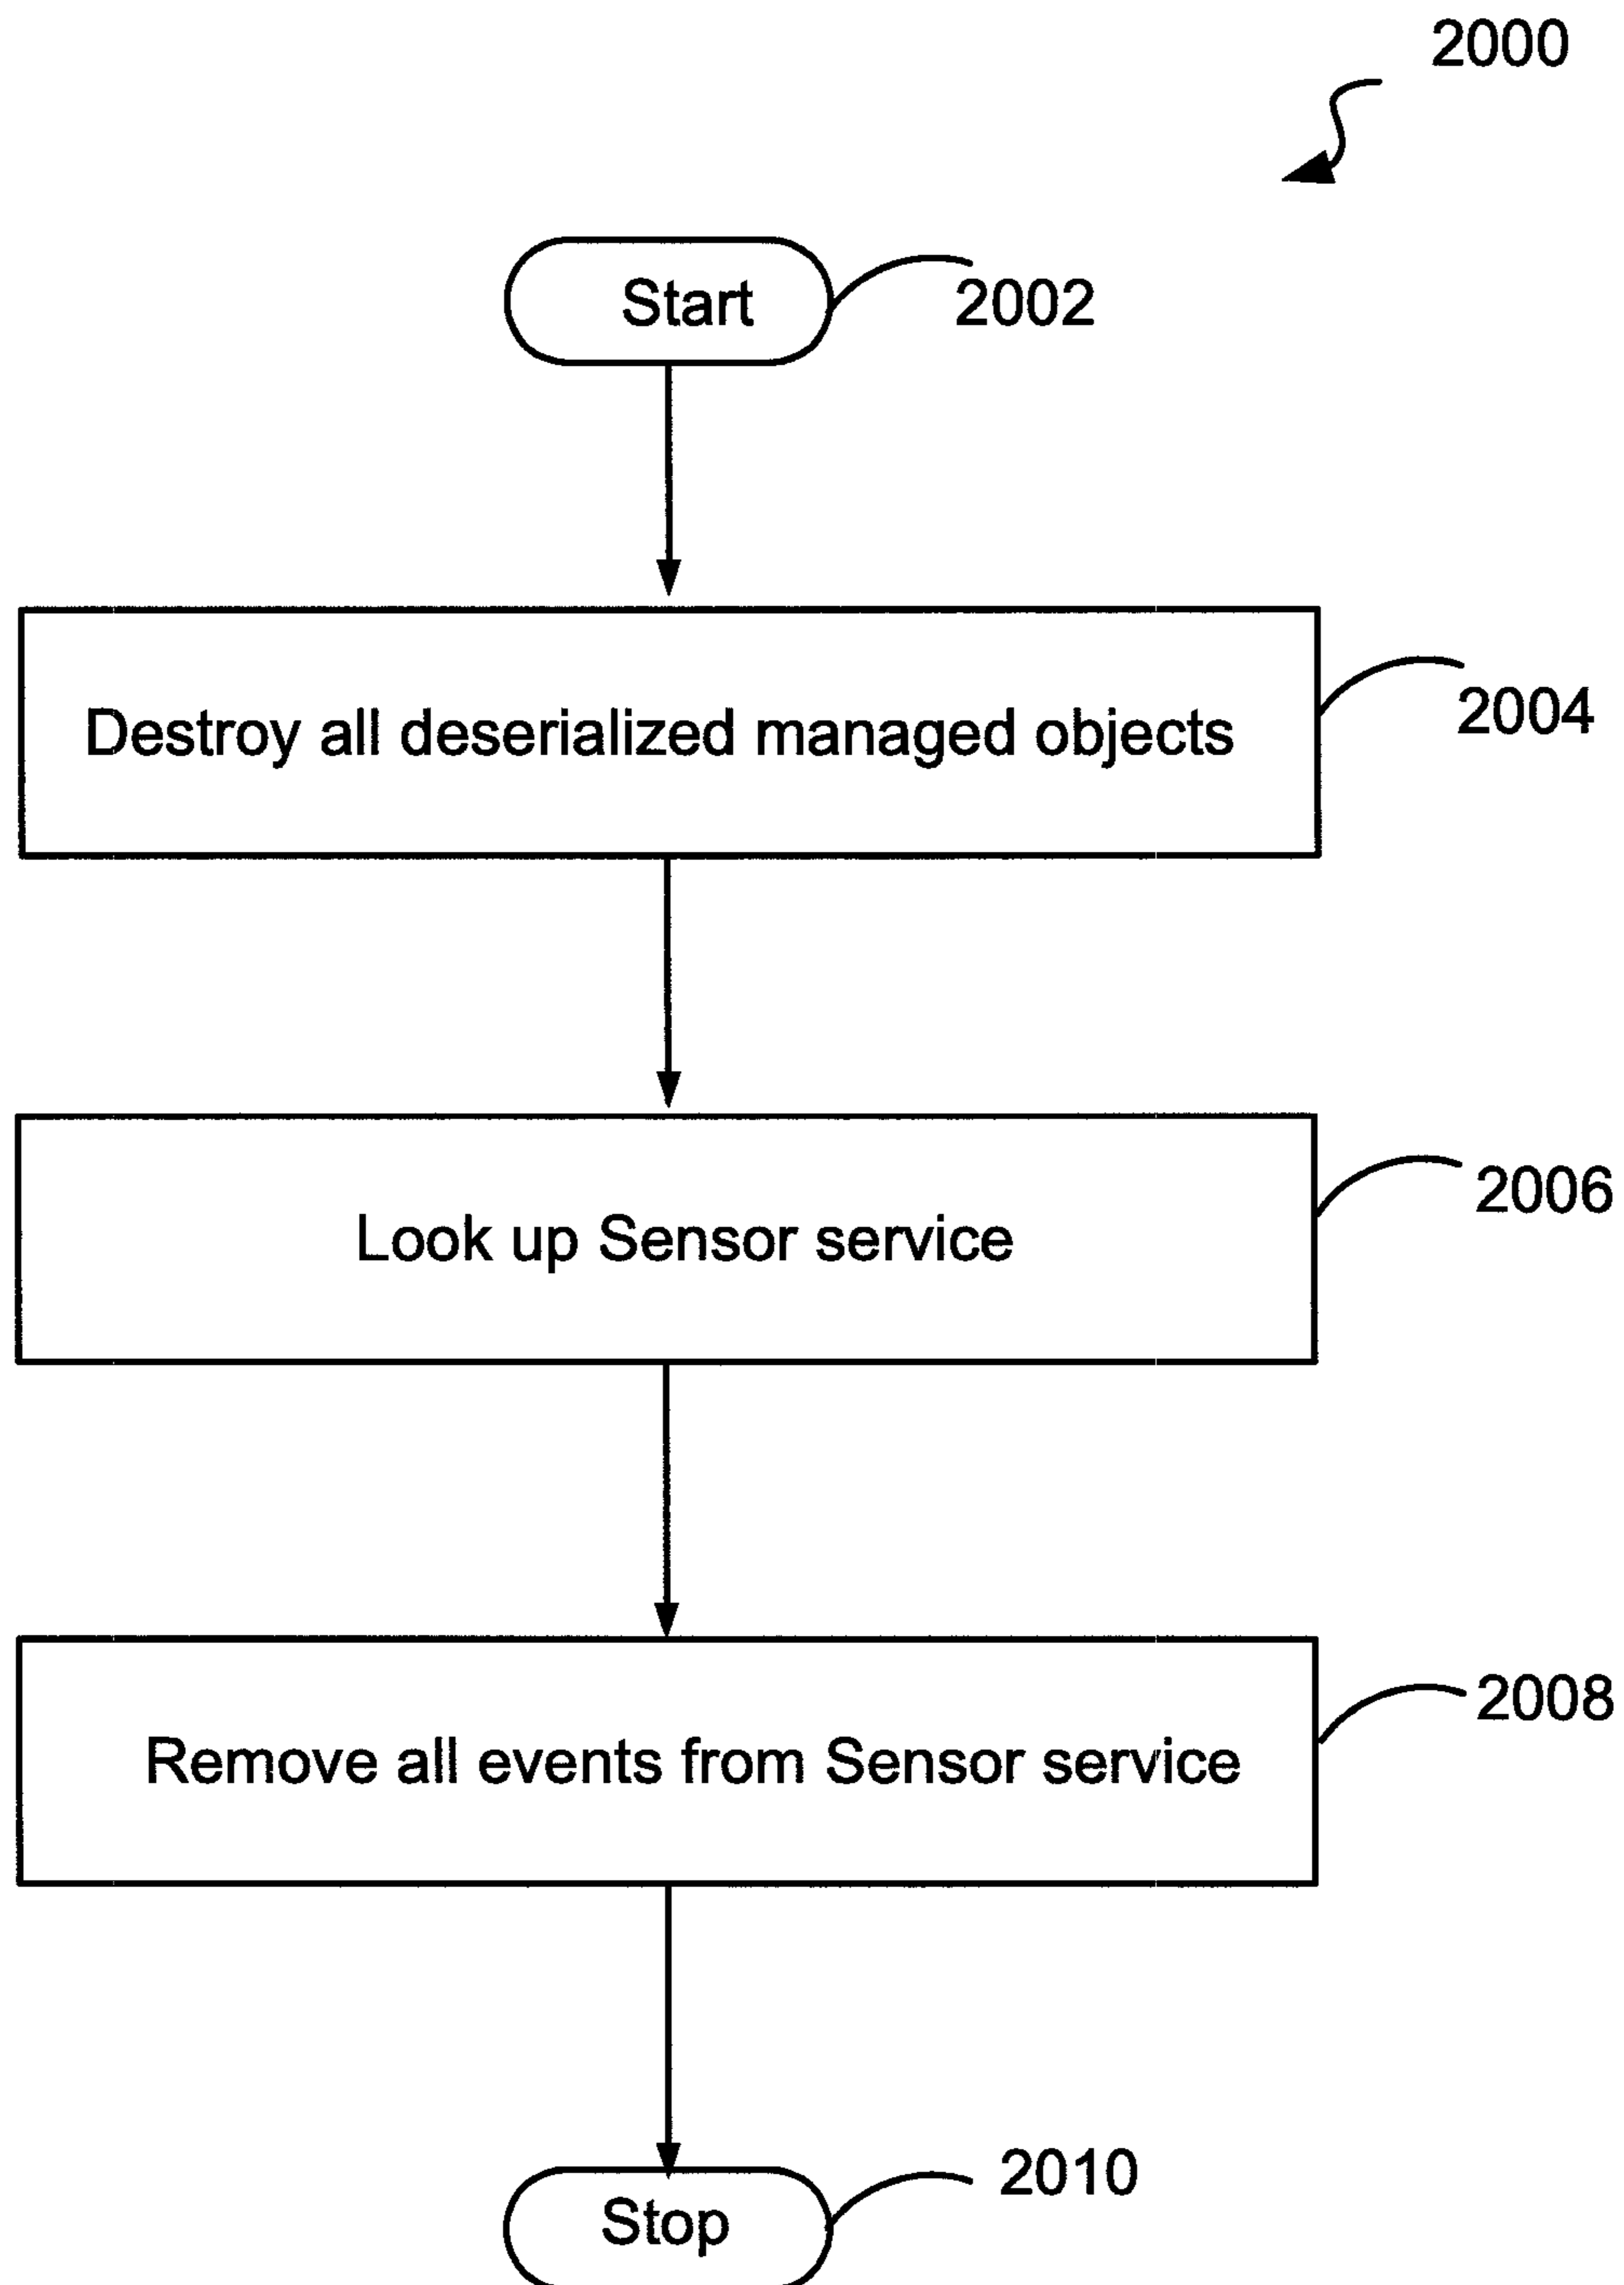 2000
Start
2002
Destroy all deserialized managed objects
2004
Look up Sensor service
2006
Remove all events from Sensor service
2008
Stop
2010